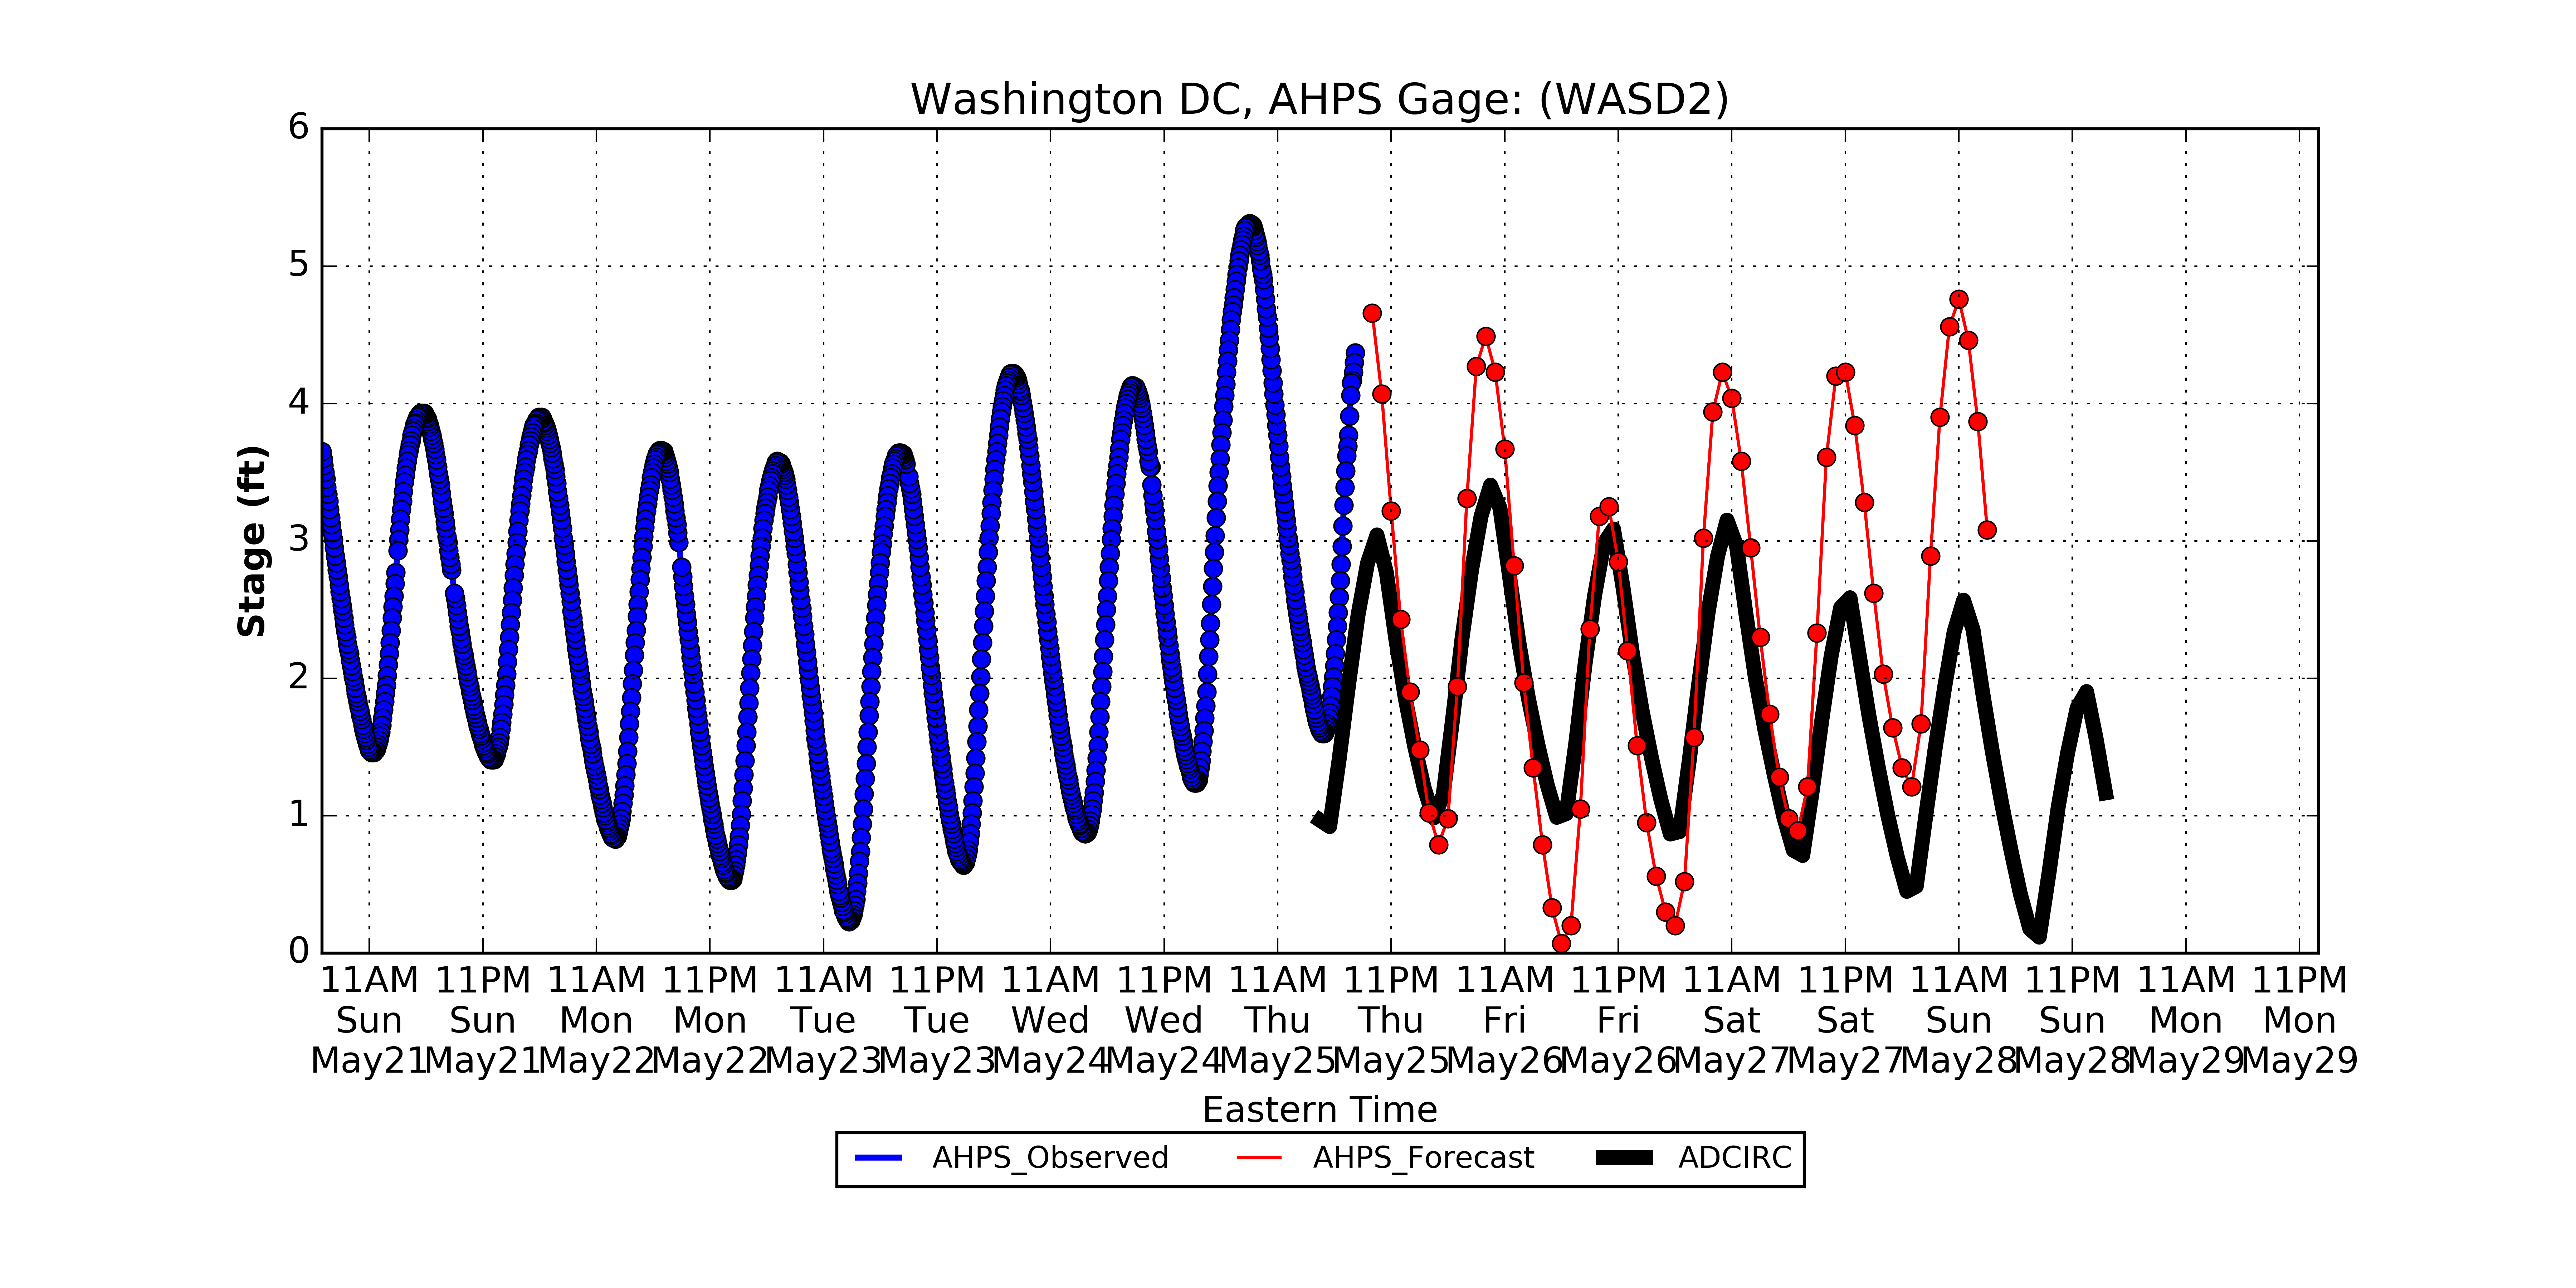 Washington DC, AHPS Gage: (WASD2)
6
5
4
3
2
1
0
Stage (ft)
11AM 11PM 11AM 11PM 11AM 11PM 11AM 11PM 11AM 11PM 11AM 11PM 11AM 11PM 11AM 11PM 11AM 11PM
Sun Sun Mon Mon Tue Tue Wed Wed Thu Thu Fri Fri Sat Sat Sun Sun Mon Mon
May21 May21 May22 May22 May23 May23 May24 May24 May25 May25 May26 May26 May27 May27 May28 May28 May29 May29
Eastern Time
AHPS_Observed AHPS_Forecast ADCIRC